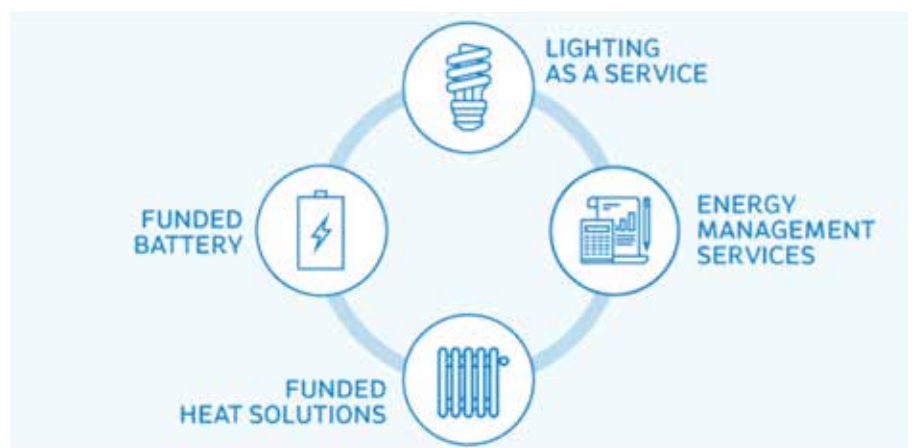 LIGHTING
AS A SERVICE
FUNDED
BATTERY
ENERGY
MANAGEMENT
SERVICES
FUNDED
HEAT SOLUTIONS